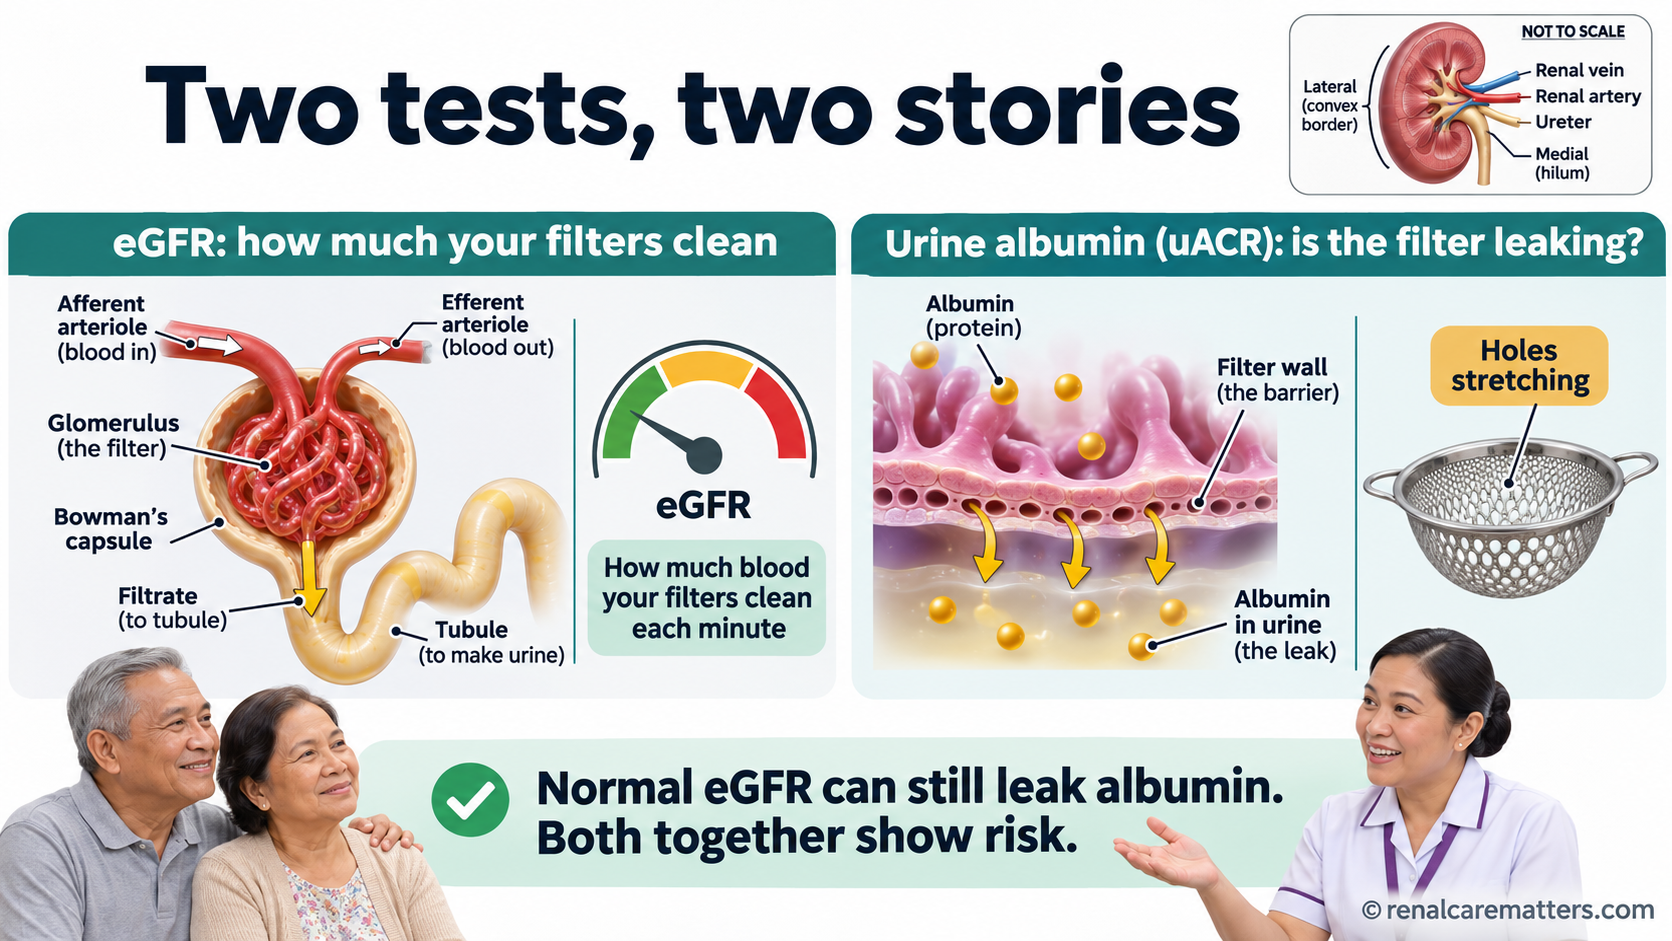 Two tests, two stories
NOT TO SCALE
Lateral
(convex
border)
Renal vein
Renal artery
Ureter
Medial
(hilum)
eGFR: how much your filters clean
Afferent
arteriole
(blood in)
Efferent
arteriole
(blood out)
Glomerulus
(the filter)
Bowman's
capsule
Filtrate
(to tubule)
Tubule
(to make urine)
eGFR
How much blood
your filters clean
each minute
Urine albumin (uACR): is the filter leaking?
Albumin
(protein)
Filter wall
(the barrier)
Albumin
in urine
(the leak)
Holes
stretching
Normal eGFR can still leak albumin.
Both together show risk.
© renalcarematters.com